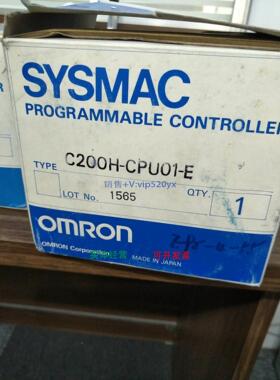 SYSMAC
PROGRAMMABLE CONTROLLER
TYPE C200H-CPU01-E
销售+V:vip520yx
LOT No. 1565 QTY. 1
OMRON
OMRON Corporation MADE IN JAPAN